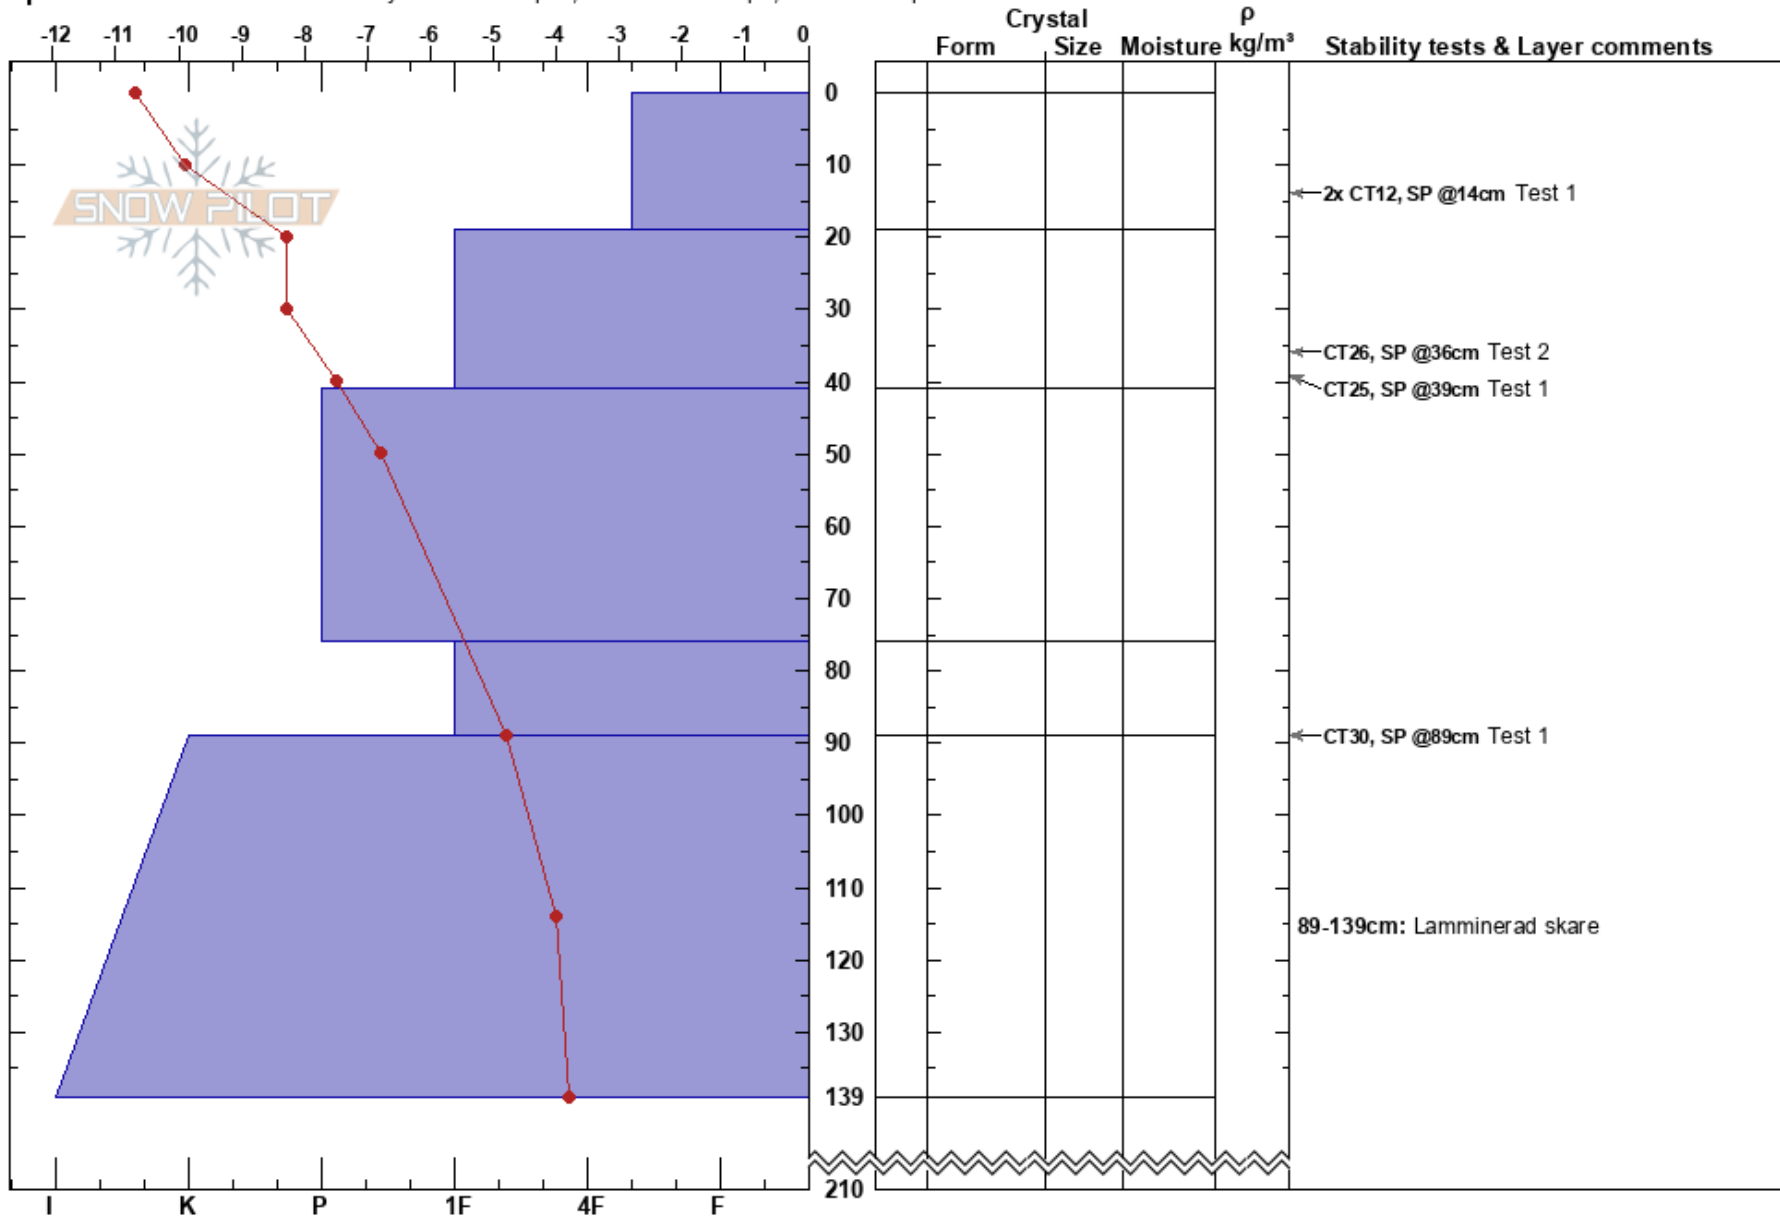 -12 -11 -10 -9 -8 -7 -6 -5 -4 -3 -2 -1 0
Crystal
ρ
Form Size Moisture kg/m³ Stability tests & Layer comments
0
10
SNOW PILOT
2x CT12, SP @14cm Test 1
20
30
CT26, SP @36cm Test 2
40
CT25, SP @39cm Test 1
50
60
70
80
90
CT30, SP @89cm Test 1
100
110
89-139cm: Lamminerad skare
120
130
139
210
I K P 1F 4F F